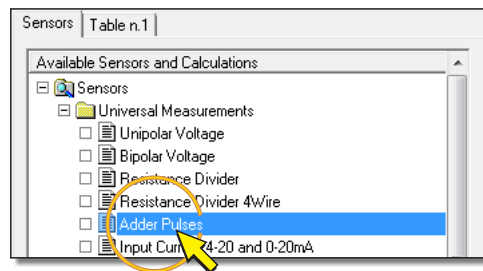 Sensors Table n.1
Available Sensors and Calculations
Sensors
Universal Measurements
Unipolar Voltage
Bipolar Voltage
Resistance Divider
Resistance Divider 4Wire
Adder Pulses
Input 4-20 and 0-20mA